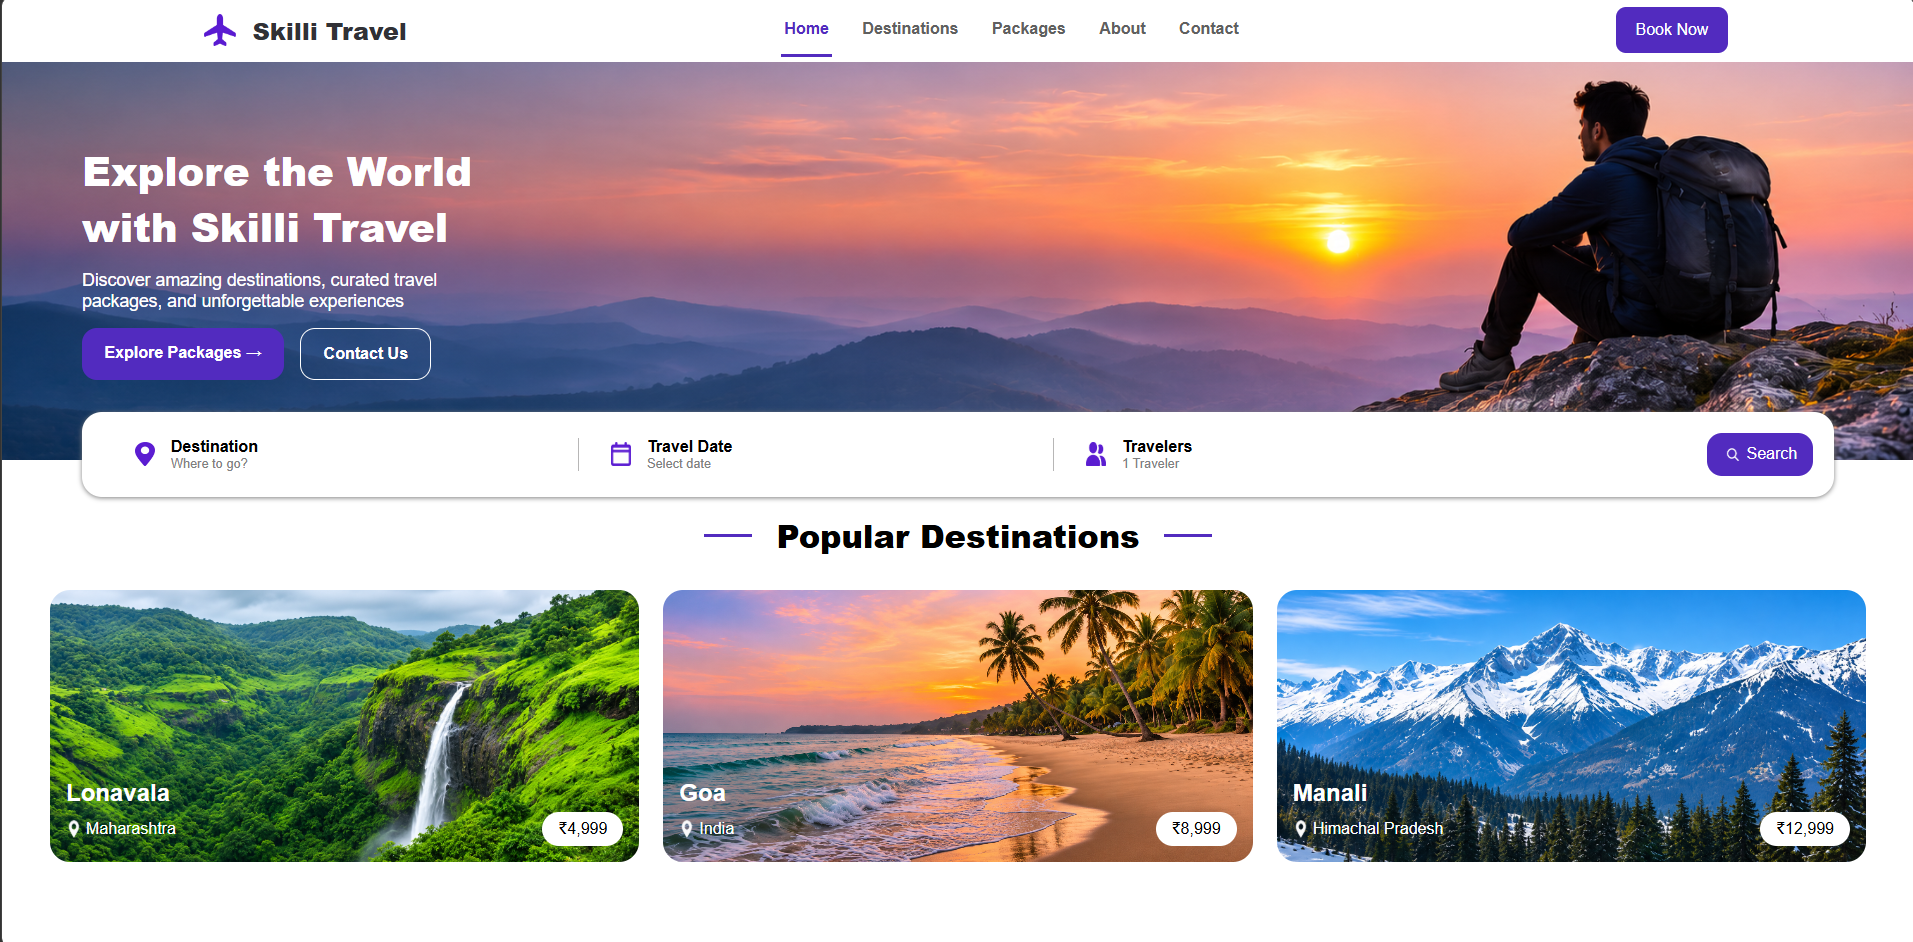 Skilli Travel
Home Destinations Packages About Contact
Book Now
Explore the World
with Skilli Travel
Discover amazing destinations, curated travel
packages, and unforgettable experiences
Explore Packages →
Contact Us
Destination
Where to go?
Travel Date
Select date
Travelers
1 Traveler
Search
Popular Destinations
Lonavala
Maharashtra
₹4,999
Goa
India
₹8,999
Manali
Himachal Pradesh
₹12,999